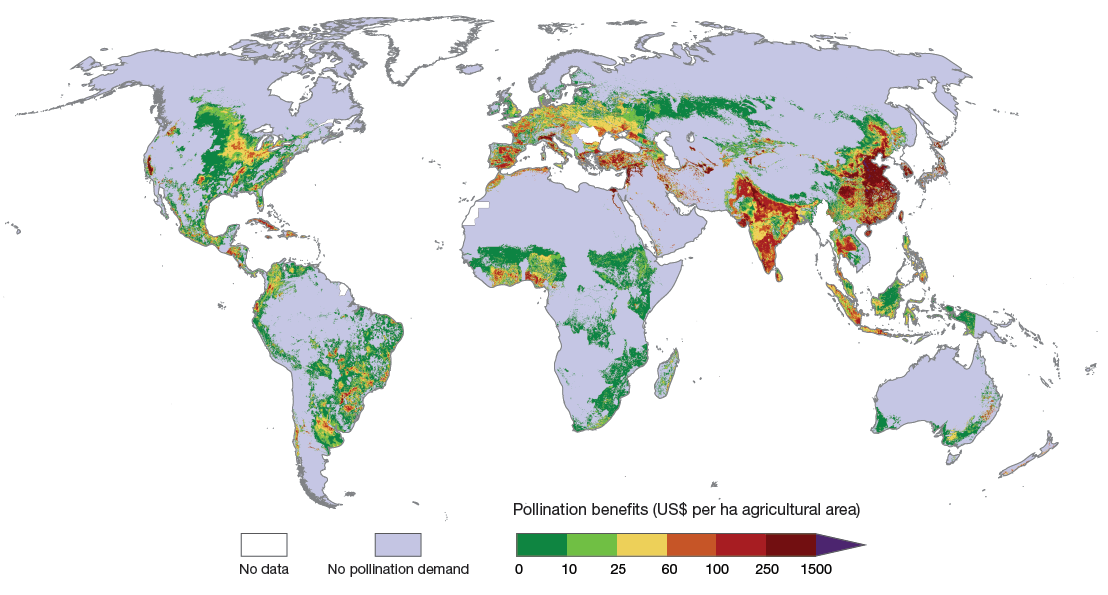 Pollination benefits (US$ per ha agricultural area)
No data
No pollination demand
0 10 25 60 100 250 1500